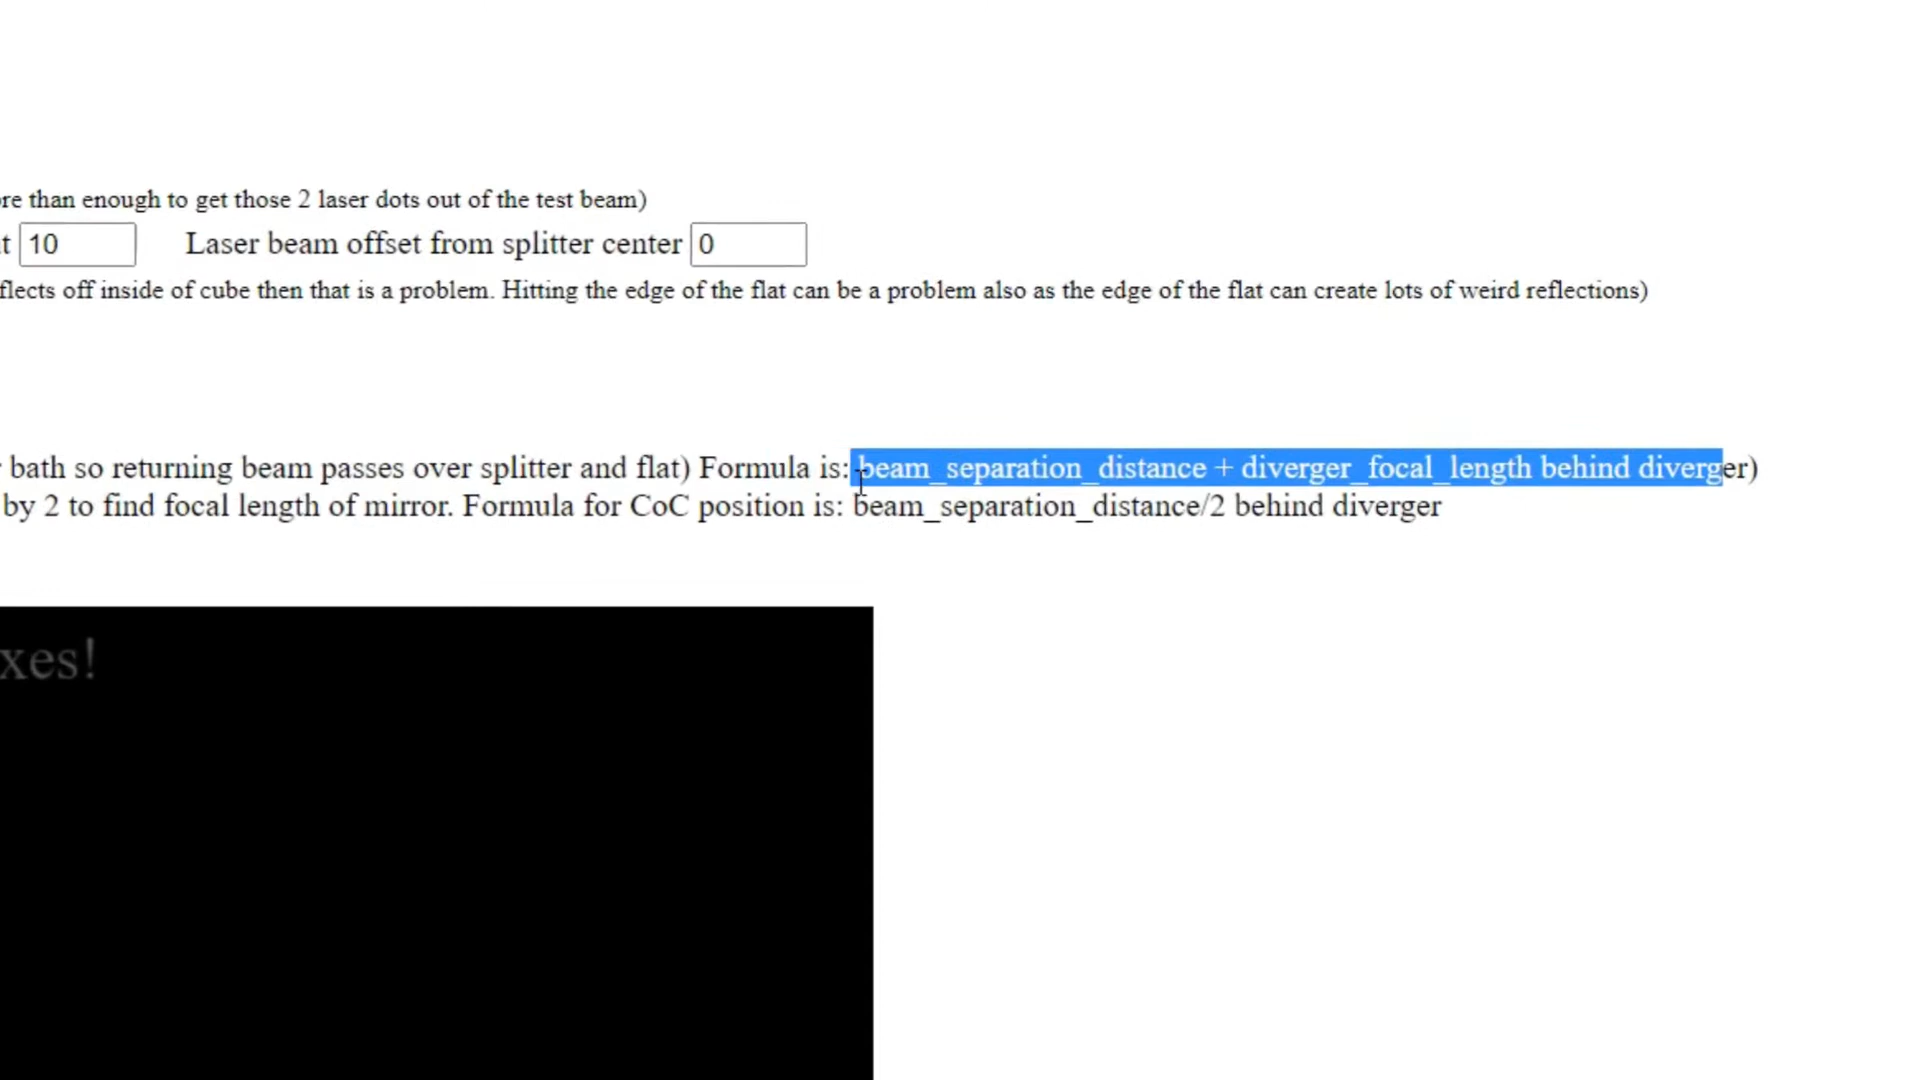 than enough to get those 2 laser dots out of the test beam)
10 Laser beam offset from splitter center 0
off inside of cube then that is a problem. Hitting the edge of the flat can be a problem also as the edge of the flat can create lots of weird reflections)
bath so returning beam passes over splitter and flat) Formula is: beam_separation_distance + diverger_focal_length behind diverger)
by 2 to find focal length of mirror. Formula for CoC position is: beam_separation_distance/2 behind diverger